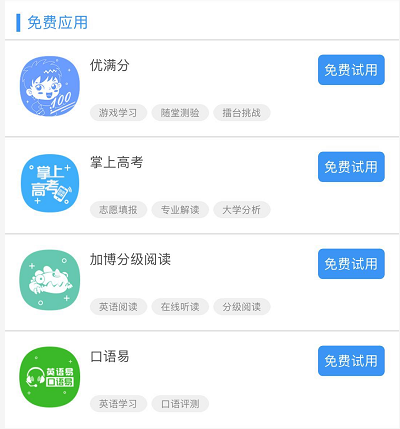 免费应用
100
优满分
免费试用
游戏学习 随堂测验 擂台挑战
掌上
高考
掌上高考
免费试用
志愿填报 专业解读 大学分析
加博分级阅读
免费试用
英语阅读 在线听读 分级阅读
英语易
口语易
口语易
免费试用
英语学习 口语评测